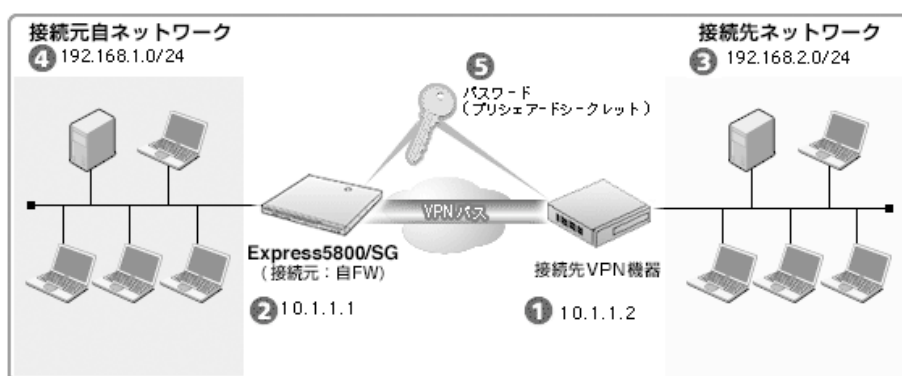 接続元自ネットワーク
4 192.168.1.0/24
接続先ネットワーク
3 192.168.2.0/24
5
パスワード
(プリシェアードシークレット)
VPNパス
Express5800/SG
(接続元：自FW)
2 10.1.1.1
接続先VPN機器
1 10.1.1.2